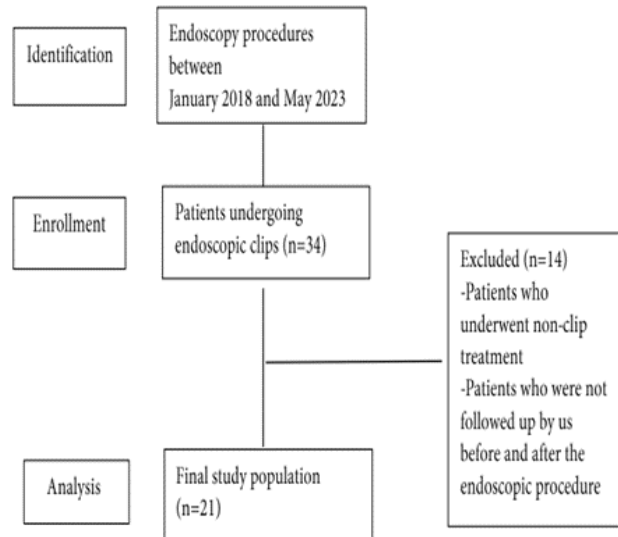 Identification
Endoscopy procedures
between
January 2018 and May 2023
Enrollment
Patients undergoing
endoscopic clips (n=34)
Excluded (n=14)
-Patients who
underwent non-clip
treatment
-Patients who were not
followed up by us
before and after the
endoscopic procedure
Analysis
Final study population
(n=21)